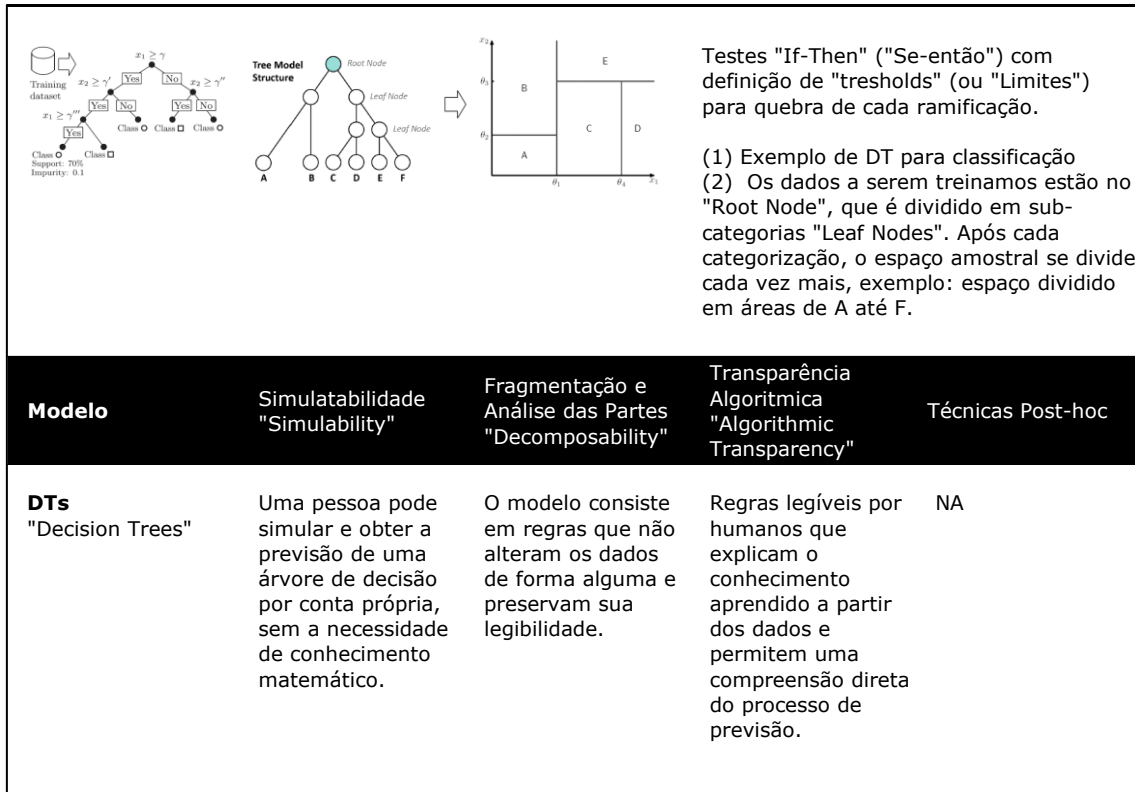 x₁ ≥ γ
Training
dataset
x₂ ≥ γ′
Yes
No
x₂ ≥ γ′′
x₁ ≥ γ′′′
Yes
No
Yes
No
Yes
Class
Class
Class
Class
Class
Support: 70%
Impurity: 0.1
Tree Model
Structure
Root Node
Leaf Node
Leaf Node
A
B
C
D
E
F
x₂
θ₃
θ₂
E
B
C
D
A
θ₁
θ₄
x₁
Testes "If-Then" ("Se-então") com
definição de "tresholds" (ou "Limites")
para quebra de cada ramificação.
(1) Exemplo de DT para classificação
(2) Os dados a serem treinamos estão no
"Root Node", que é dividido em sub-
categorias "Leaf Nodes". Após cada
categorização, o espaço amostral se divide
cada vez mais, exemplo: espaço dividido
em áreas de A até F.
Modelo
Simulatabilidade
"Simulability"
Fragmentação e
Análise das Partes
"Decomposability"
Transparência
Algoritmica
"Algorithmic
Transparency"
Técnicas Post-hoc
DTs
"Decision Trees"
Uma pessoa pode
simular e obter a
previsão de uma
árvore de decisão
por conta própria,
sem a necessidade
de conhecimento
matemático.
O modelo consiste
em regras que não
alteram os dados
de forma alguma e
preservam sua
legibilidade.
Regras legíveis por
humanos que
explicam o
conhecimento
aprendido a partir
dos dados e
permitem uma
compreensão direta
do processo de
previsão.
NA